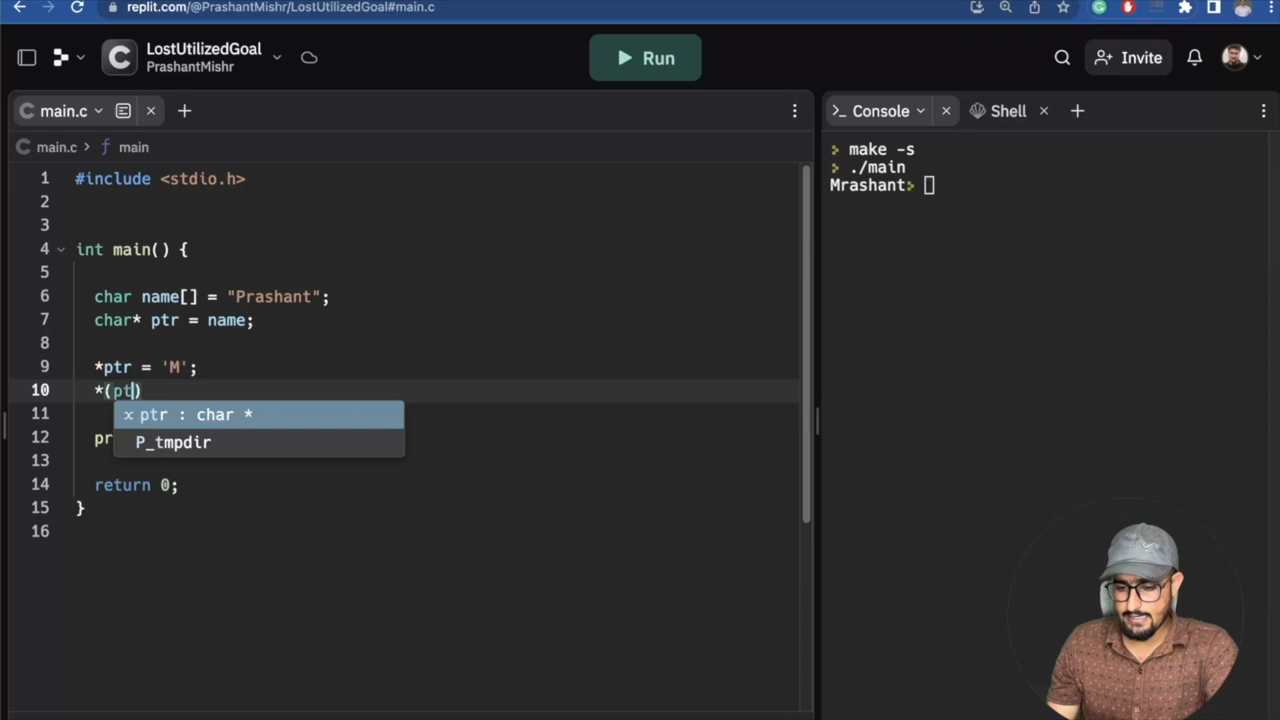 replit.com/@PrashantMishr/LostUtilizedGoal#main.c
LostUtilizedGoal
PrashantMishr
Run
Invite
main.c
Console
Shell
main.c > f main
1 #include <stdio.h>
2
3
4 int main() {
5
6 char name[] = "Prashant";
7 char* ptr = name;
8
9 *ptr = 'M';
10 *(pt)
x ptr : char *
11
P_tmpdir
12 pr
13
14 return 0;
15 }
16
> make -s
> ./main
Mrashant>